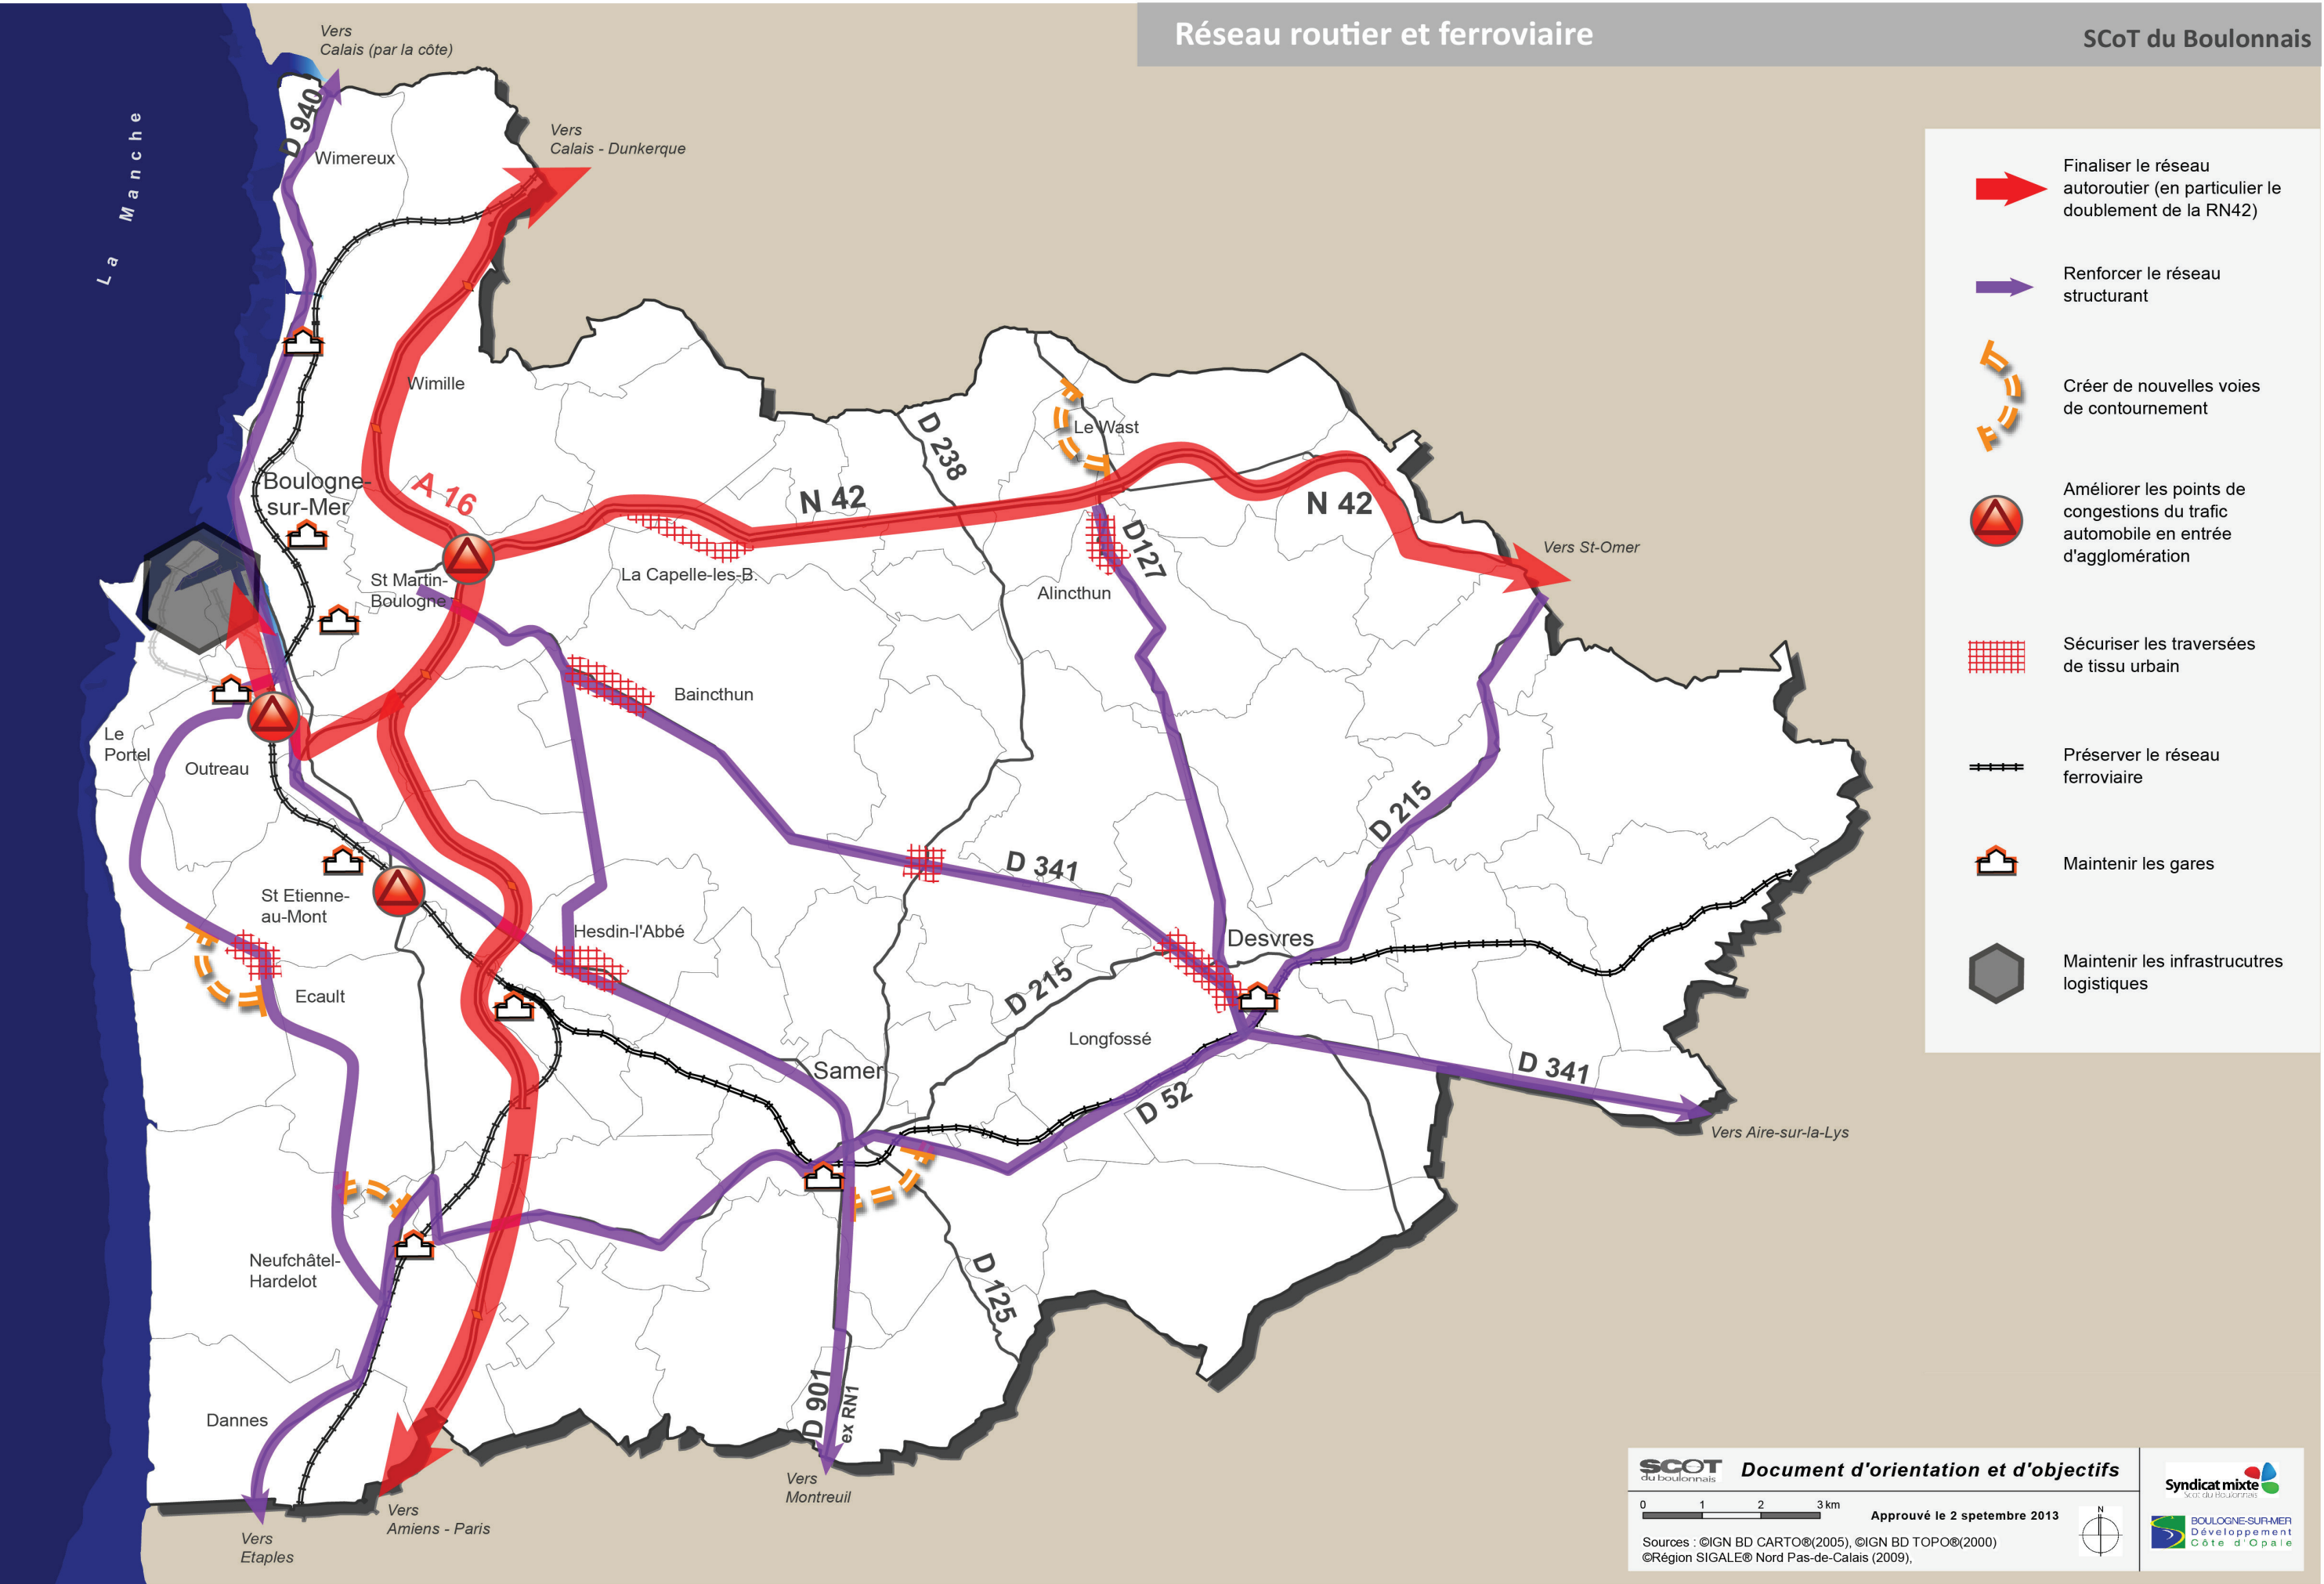 Réseau routier et ferroviaire
SCoT du Boulonnais
Vers
Calais (par la côte)
D 940
Wimereux
Vers
Calais - Dunkerque
La Manche
Wimille
Boulogne-
sur-Mer
A 16
N 42
D 238
Le Wast
N 42
D127
Vers St-Omer
St Martin-
Boulogne
La Capelle-les-B.
Alincthun
Baincthun
Le
Portel
Outreau
D 215
D 341
St Etienne-
au-Mont
Hesdin-l'Abbé
Desvres
Ecault
D 215
Longfossé
Samer
D 52
D 341
Vers Aire-sur-la-Lys
Neufchâtel-
Hardelot
D 125
Dannes
D 901
ex RN1
Vers
Montreuil
Vers
Amiens - Paris
Vers
Etaples
Finaliser le réseau
autoroutier (en particulier le
doublement de la RN42)
Renforcer le réseau
structurant
Créer de nouvelles voies
de contournement
Améliorer les points de
congestions du trafic
automobile en entrée
d'agglomération
Sécuriser les traversées
de tissu urbain
Préserver le réseau
ferroviaire
Maintenir les gares
Maintenir les infrastrucutres
logistiques
SCOT
du boulonnais
Document d'orientation et d'objectifs
0 1 2 3 km
Approuvé le 2 spetembre 2013
N
Sources : ©IGN BD CARTO®(2005), ©IGN BD TOPO®(2000)
©Région SIGALE® Nord Pas-de-Calais (2009),
Syndicat mixte
Scot du Boulonnais
BOULOGNE-SUR-MER
Développement
Côte d'Opale